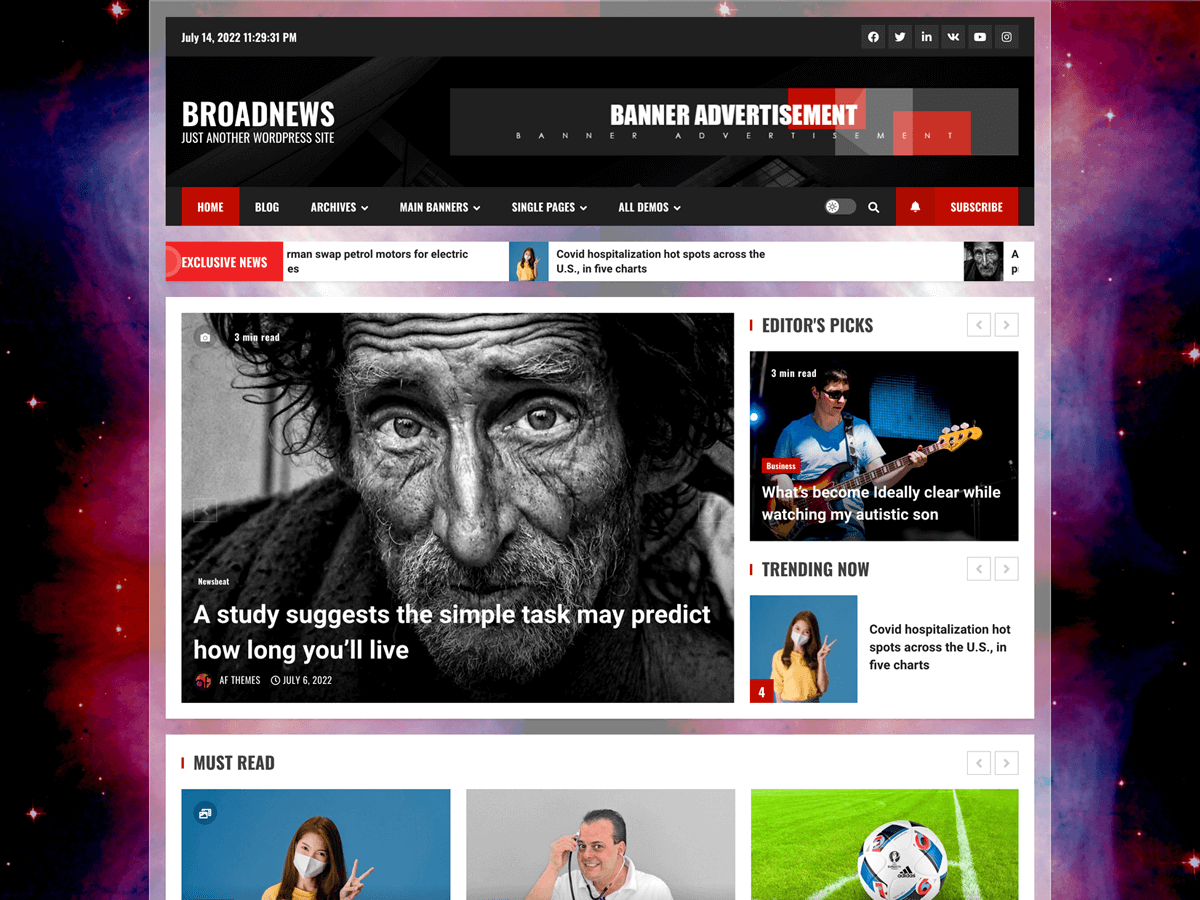 July 14, 2022 11:29:31 PM
BROADNEWS
JUST ANOTHER WORDPRESS SITE
BANNER ADVERTISEMENT
BANNER ADVERTISEMENT
HOME
BLOG
ARCHIVES
MAIN BANNERS
SINGLE PAGES
ALL DEMOS
SUBSCRIBE
EXCLUSIVE NEWS
rman swap petrol motors for electric
es
Covid hospitalization hot spots across the
U.S., in five charts
A
p
3 min read
Newsbeat
A study suggests the simple task may predict
how long you’ll live
AF THEMES
JULY 6, 2022
EDITOR'S PICKS
3 min read
Business
What’s become Ideally clear while
watching my autistic son
TRENDING NOW
4
Covid hospitalization hot
spots across the U.S., in
five charts
MUST READ
adidas